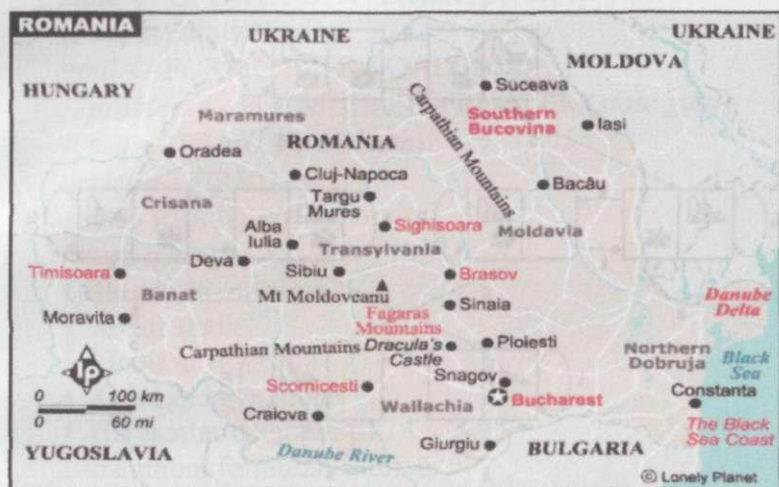 ROMANIA
UKRAINE
UKRAINE
MOLDOVA
HUNGARY
Suceava
Carpathian Mountains
Southern
Bucovina
Maramures
Iasi
ROMANIA
Oradea
Cluj-Napoca
Bacâu
Targu
Mures
Crisana
Sighisoara
Moldavia
Alba
Iulia
Transylvania
Deva
Sibiu
Brasov
Timisoara
Banat
Mt Moldoveanu
Sinaia
Danube
Delta
Moravita
Fagaras
Mountains
Ploiesti
Carpathian Mountains
Dracula's
Castle
Northern
Dobruja
Black
Sea
lp
Snagov
Constanta
0 100 km
0 60 mi
Scornicesti
Wallachia
Bucharest
Craiova
The Black
Sea Coast
Giurgiu
BULGARIA
YUGOSLAVIA
Danube River
© Lonely Planet